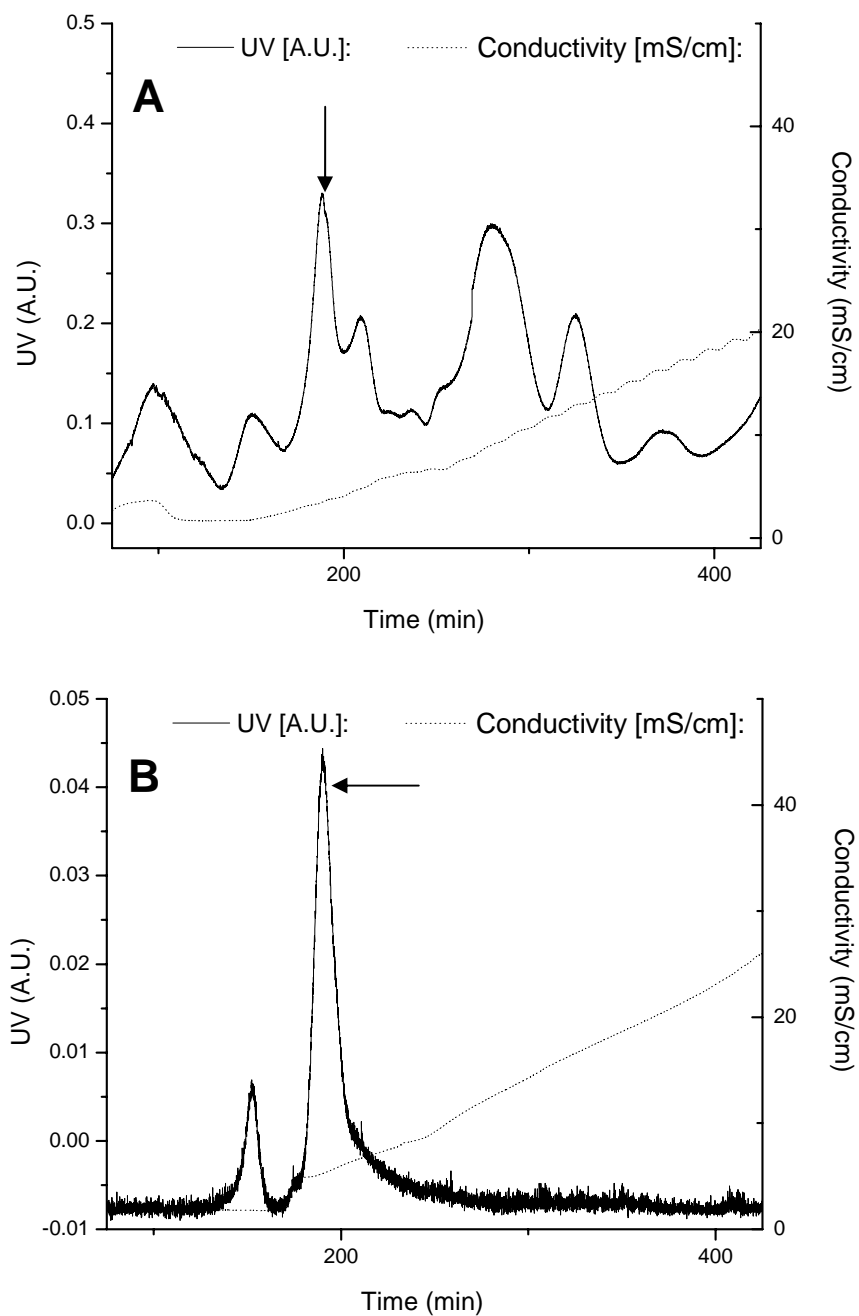 0.5
UV [A.U.]:
Conductivity [mS/cm]:
A
0.4
40
0.3
0.2
20
0.1
0.0
0
UV (A.U.)
Conductivity (mS/cm)
200
400
Time (min)
0.05
UV [A.U.]:
Conductivity [mS/cm]:
B
0.04
40
0.03
0.02
20
0.01
0.00
-0.01
0
UV (A.U.)
Conductivity (mS/cm)
200
400
Time (min)